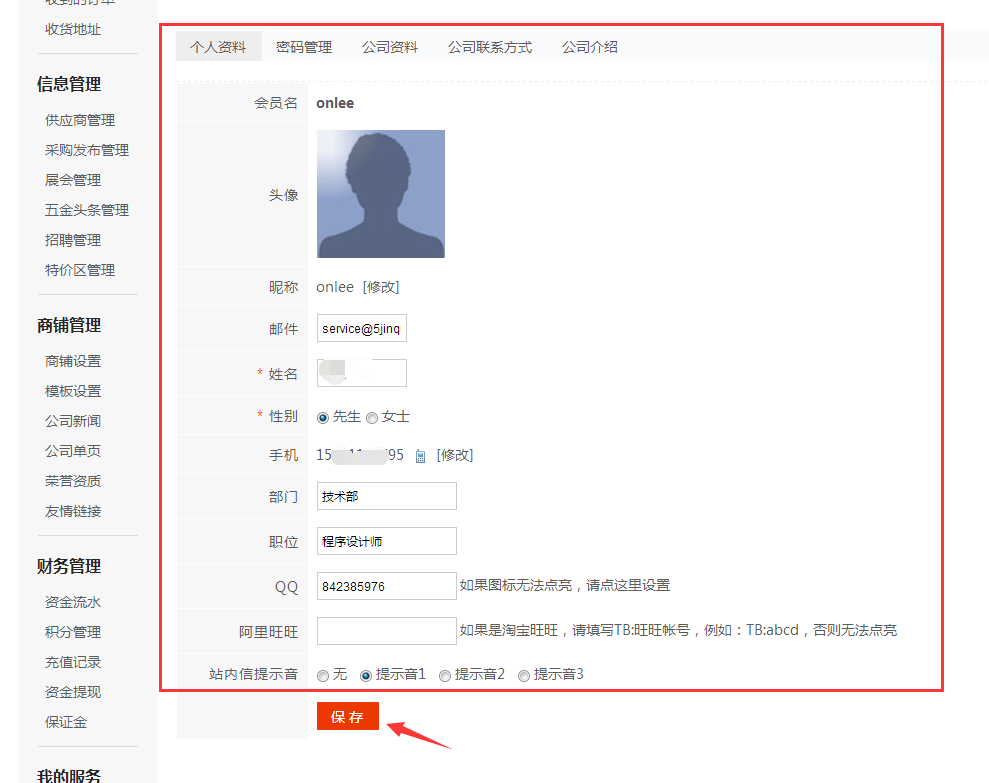 收到的订单
收货地址
信息管理
供应商管理
采购发布管理
展会管理
五金头条管理
招聘管理
特价区管理
商铺管理
商铺设置
模板设置
公司新闻
公司单页
荣誉资质
友情链接
财务管理
资金流水
积分管理
充值记录
资金提现
保证金
我的服务
个人资料 密码管理 公司资料 公司联系方式 公司介绍
会员名 onlee
头像
昵称 onlee [修改]
邮件 service@5jinq
* 姓名
* 性别 先生 女士
手机 15 11 95 [修改]
部门 技术部
职位 程序设计师
QQ 842385976 如果图标无法点亮，请点这里设置
阿里旺旺 如果是淘宝旺旺，请填写TB:旺旺帐号，例如：TB:abcd，否则无法点亮
站内信提示音 无 提示音1 提示音2 提示音3
保 存